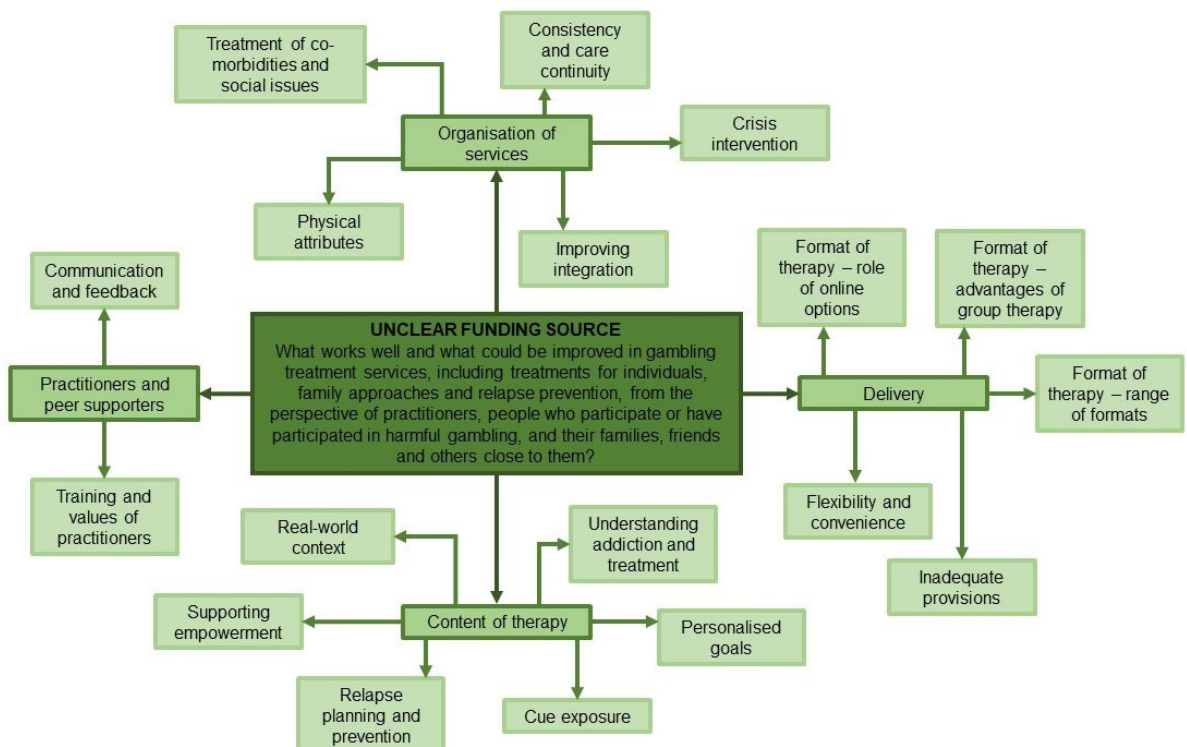 Treatment of co-
morbidities and
social issues
Consistency
and care
continuity
Organisation of
services
Crisis
intervention
Physical
attributes
Improving
integration
Communication
and feedback
Practitioners and
peer supporters
Training and
values of
practitioners
UNCLEAR FUNDING SOURCE
What works well and what could be improved in gambling
treatment services, including treatments for individuals,
family approaches and relapse prevention, from the
perspective of practitioners, people who participate or have
participated in harmful gambling, and their families, friends
and others close to them?
Format of
therapy – role
of online
options
Format of
therapy –
advantages of
group therapy
Delivery
Format of
therapy – range
of formats
Flexibility and
convenience
Inadequate
provisions
Real-world
context
Understanding
addiction and
treatment
Supporting
empowerment
Content of therapy
Personalised
goals
Relapse
planning and
prevention
Cue exposure